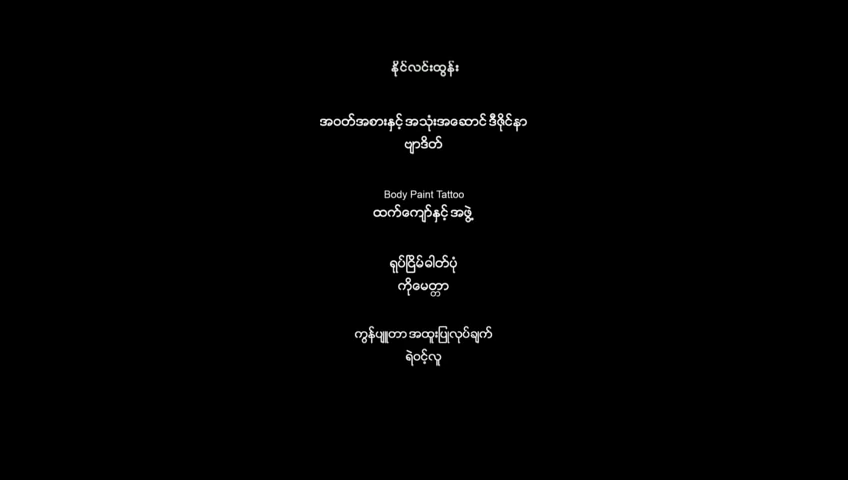 နိုင်လင်းထွန်း
အဝတ်အစားနှင့် အသုံးအဆောင် ဒီဇိုင်နာ
ဗျာဒိတ်
Body Paint Tattoo
ထက်ကျော်နှင့် အဖွဲ့
ရုပ်ငြိမ်ဓါတ်ပုံ
ကိုမေတ္တာ
ကွန်ပျူတာ အထူးပြုလုပ်ချက်
ရဲဝင့်လူ